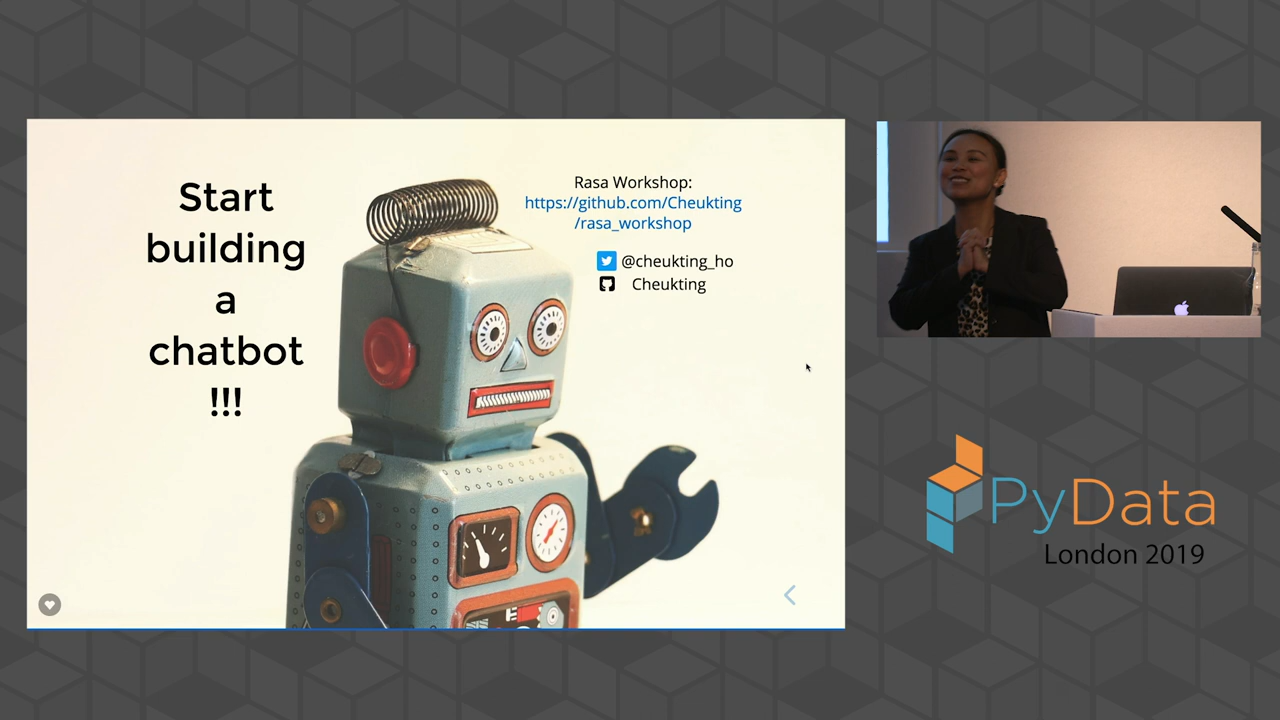 Start
building
a
chatbot
!!!
Rasa Workshop:
https://github.com/Cheukting
/rasa_workshop
@cheukting_ho
Cheukting
PyData
London 2019